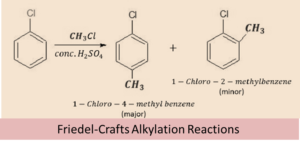 Cl
CH₃Cl
conc. H₂SO₄
Cl
CH₃
+
Cl
CH₃
1 – Chloro – 2 – methylbenzene
(minor)
1 – Chloro – 4 – methyl benzene
(major)
Friedel-Crafts Alkylation Reactions